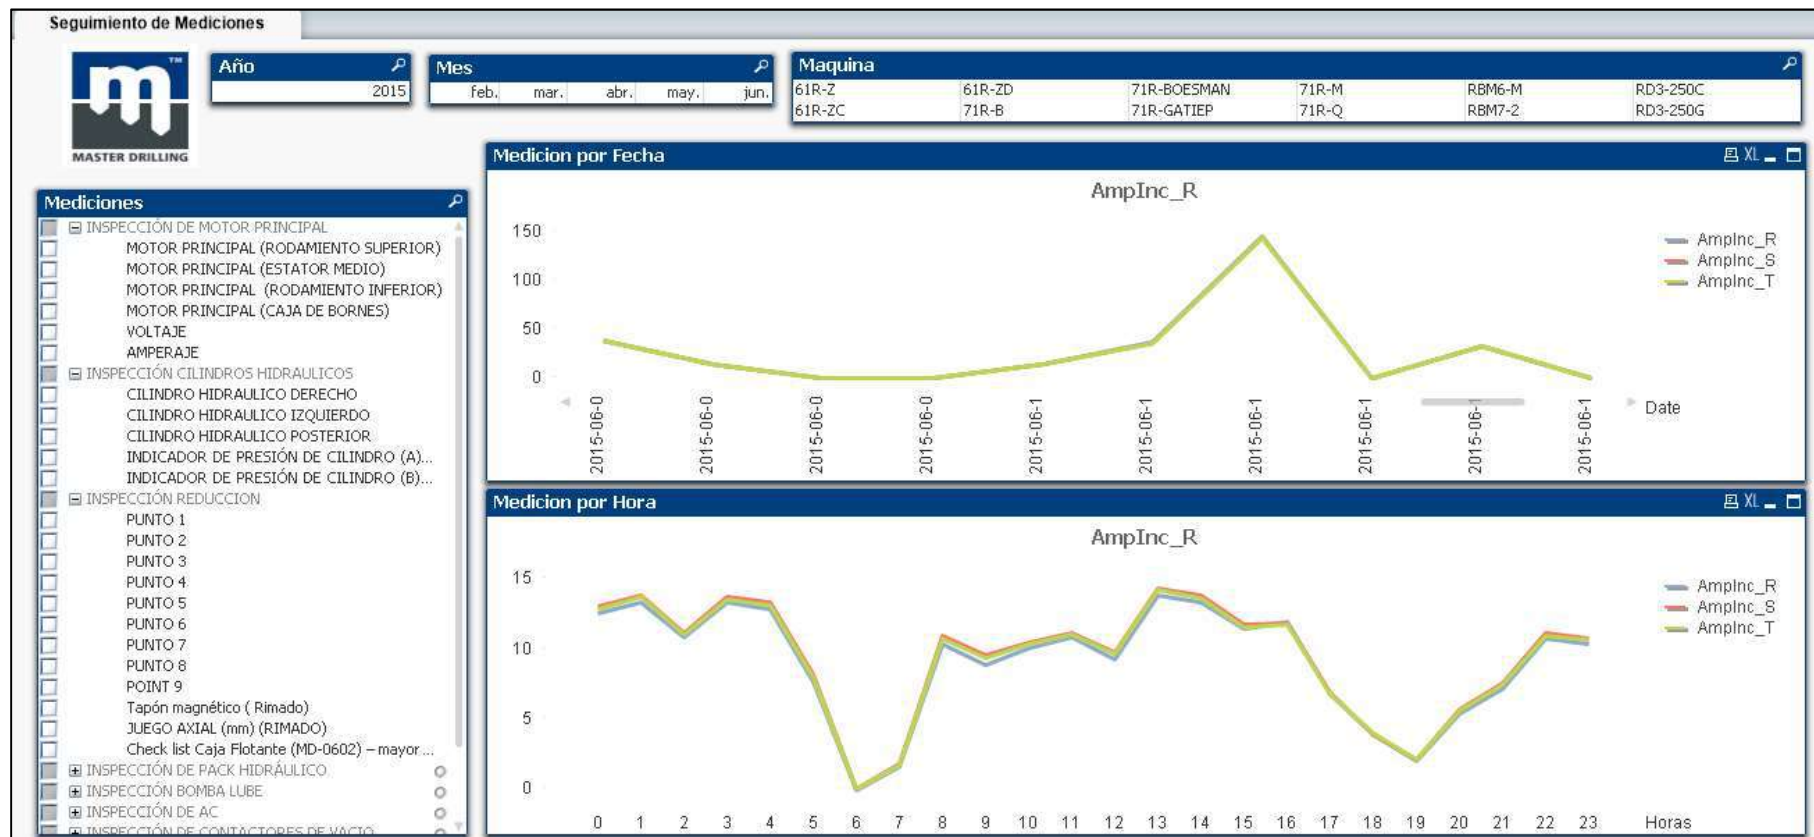 Seguimiento de Mediciones
m TM
MASTER DRILLING
Año
2015
Mes
feb. mar. abr. may. jun.
Maquina
61R-Z 61R-ZD 71R-BOESMAN 71R-M RBM6-M RD3-250C
61R-ZC 71R-B 71R-GATIEP 71R-Q RBM7-2 RD3-250G
Mediciones
INSPECCIÓN DE MOTOR PRINCIPAL
MOTOR PRINCIPAL (RODAMIENTO SUPERIOR)
MOTOR PRINCIPAL (ESTATOR MEDIO)
MOTOR PRINCIPAL (RODAMIENTO INFERIOR)
MOTOR PRINCIPAL (CAJA DE BORNES)
VOLTAJE
AMPERAJE
INSPECCIÓN CILINDROS HIDRAULICOS
CILINDRO HIDRAULICO DERECHO
CILINDRO HIDRAULICO IZQUIERDO
CILINDRO HIDRAULICO POSTERIOR
INDICADOR DE PRESIÓN DE CILINDRO (A)...
INDICADOR DE PRESIÓN DE CILINDRO (B)...
INSPECCIÓN REDUCCION
PUNTO 1
PUNTO 2
PUNTO 3
PUNTO 4
PUNTO 5
PUNTO 6
PUNTO 7
PUNTO 8
POINT 9
Tapón magnético ( Rimado)
JUEGO AXIAL (mm) (RIMADO)
Check list Caja Flotante (MD-0602) – mayor ...
INSPECCIÓN DE PACK HIDRÁULICO
INSPECCIÓN BOMBA LUBE
INSPECCIÓN DE AC
INSPECCIÓN DE CONTACTORES DE VACIO
Medicion por Fecha
XL
AmpInc_R
150
100
50
0
AmpInc_R
AmpInc_S
AmpInc_T
2015-06-0 2015-06-0 2015-06-0 2015-06-0 2015-06-1 2015-06-1 2015-06-1 2015-06-1 2015-06-1 2015-06-1
Date
Medicion por Hora
XL
AmpInc_R
15
10
5
0
AmpInc_R
AmpInc_S
AmpInc_T
0 1 2 3 4 5 6 7 8 9 10 11 12 13 14 15 16 17 18 19 20 21 22 23 Horas